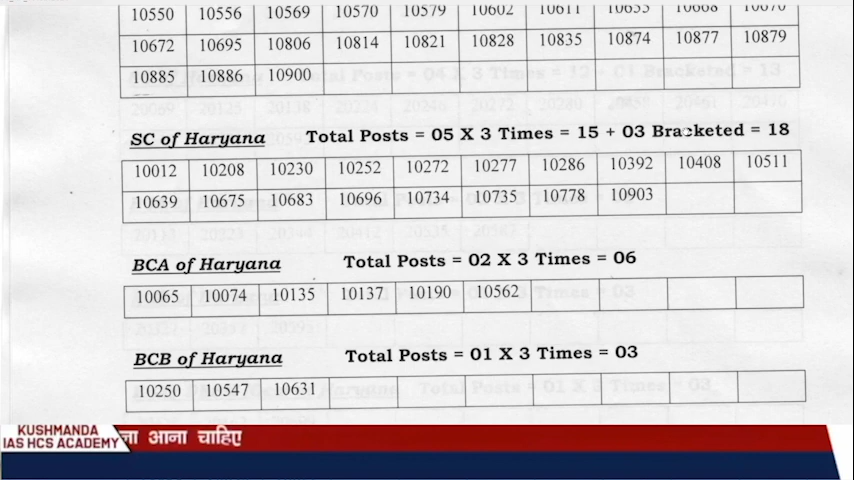 10550 10556 10569 10570 10579 10602 10611 10655 10668 10670
10672 10695 10806 10814 10821 10828 10835 10874 10877 10879
10885 10886 10900
SC of Haryana Total Posts = 05 X 3 Times = 15 + 03 Bracketed = 18
10012 10208 10230 10252 10272 10277 10286 10392 10408 10511
10639 10675 10683 10696 10734 10735 10778 10903
BCA of Haryana Total Posts = 02 X 3 Times = 06
10065 10074 10135 10137 10190 10562
BCB of Haryana Total Posts = 01 X 3 Times = 03
10250 10547 10631
KUSHMANDA
IAS HCS ACADEMY
आना चाहिए